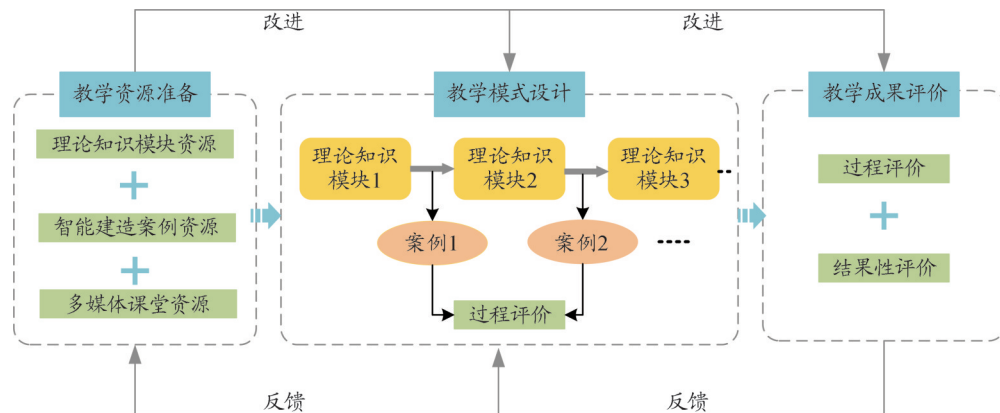 改进
改进
教学资源准备
教学模式设计
教学成果评价
理论知识模块资源
+
智能建造案例资源
+
多媒体课堂资源
理论知识
模块1
理论知识
模块2
理论知识
模块3
案例1
案例2
过程评价
过程评价
+
结果性评价
反馈
反馈